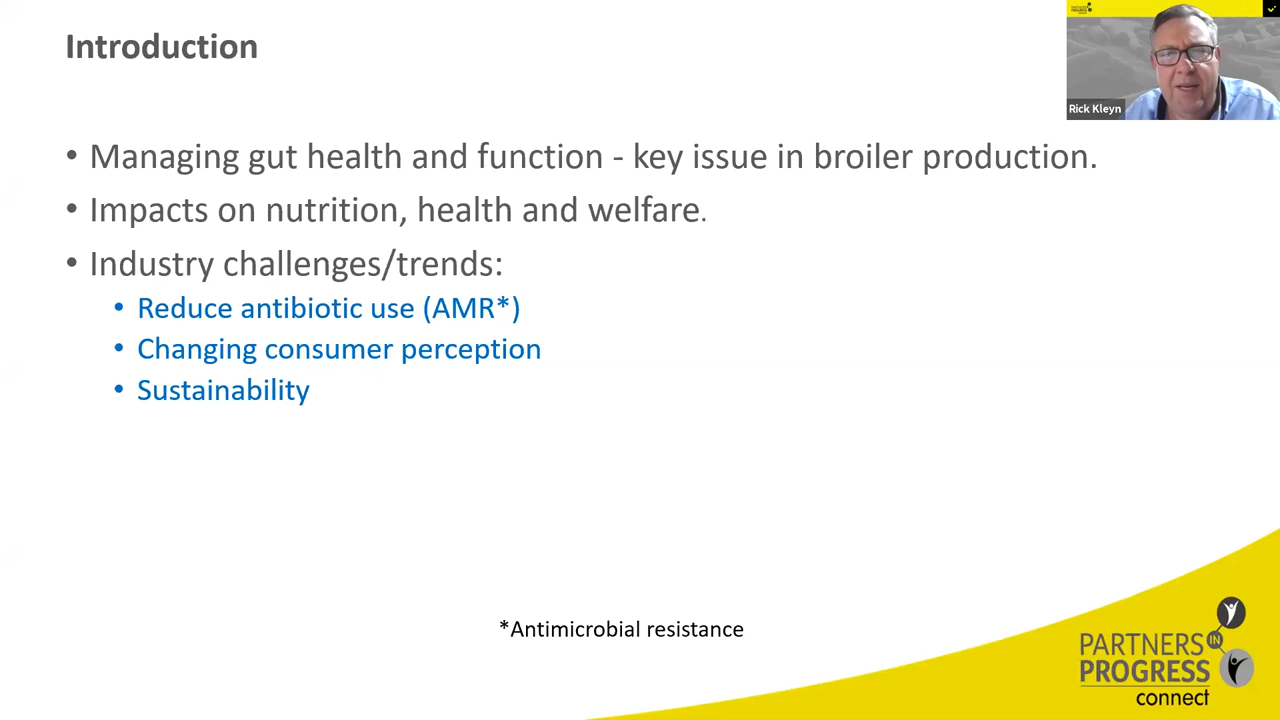 Introduction
Rick Kleyn
• Managing gut health and function - key issue in broiler production.
• Impacts on nutrition, health and welfare.
• Industry challenges/trends:
• Reduce antibiotic use (AMR*)
• Changing consumer perception
• Sustainability
*Antimicrobial resistance
PARTNERS IN
PROGRESS
connect